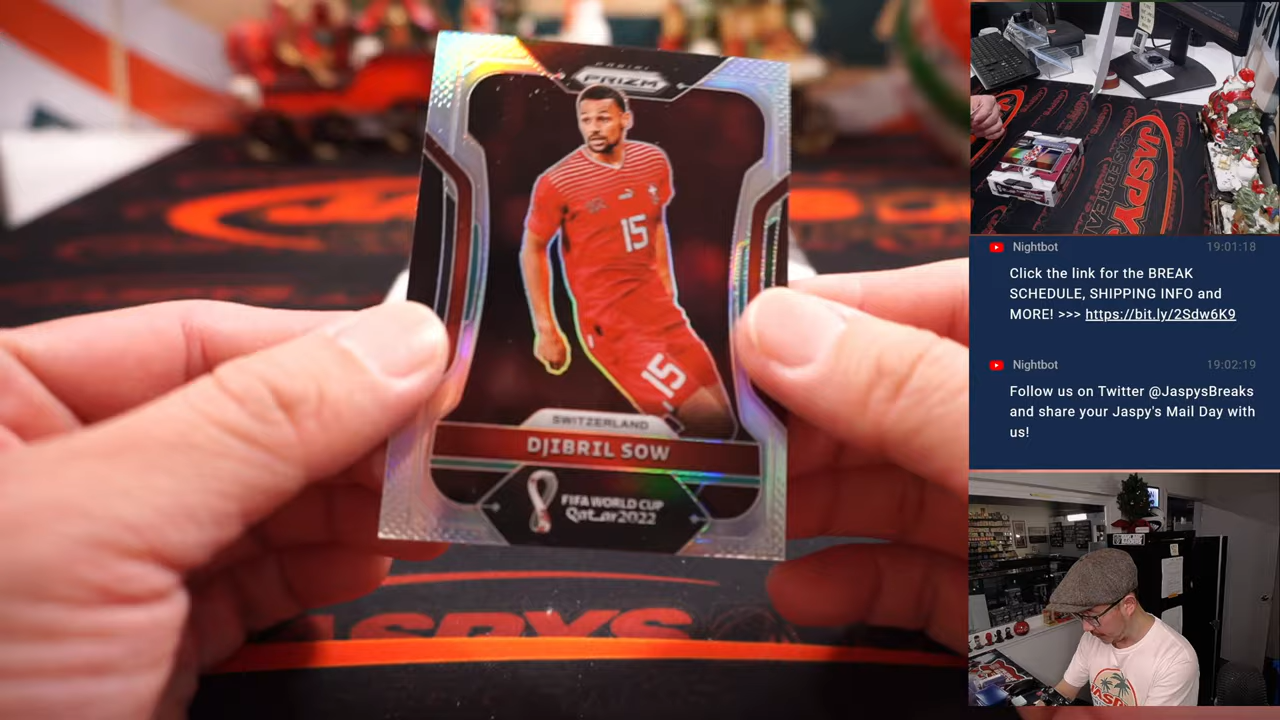 PANINI
PRIZM
15
15
SWITZERLAND
DJIBRIL SOW
FIFA WORLD CUP
Qatar2022
JASPYS
JASPYS
Nightbot 19:01:18
Click the link for the BREAK
SCHEDULE, SHIPPING INFO and
MORE! >>> https://bit.ly/2Sdw6K9
Nightbot 19:02:19
Follow us on Twitter @JaspysBreaks
and share your Jaspy's Mail Day with
us!